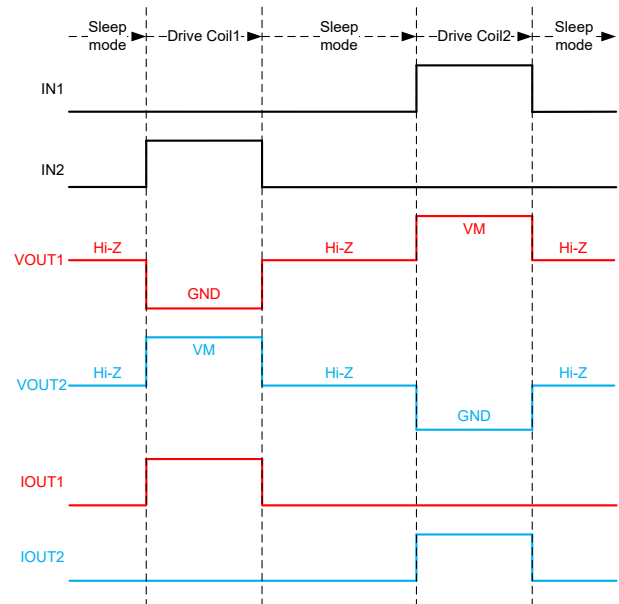 Sleep mode
Drive Coil1
Sleep mode
Drive Coil2
Sleep mode
IN1
IN2
VOUT1
Hi-Z
GND
Hi-Z
VM
Hi-Z
VOUT2
Hi-Z
VM
Hi-Z
GND
Hi-Z
IOUT1
IOUT2